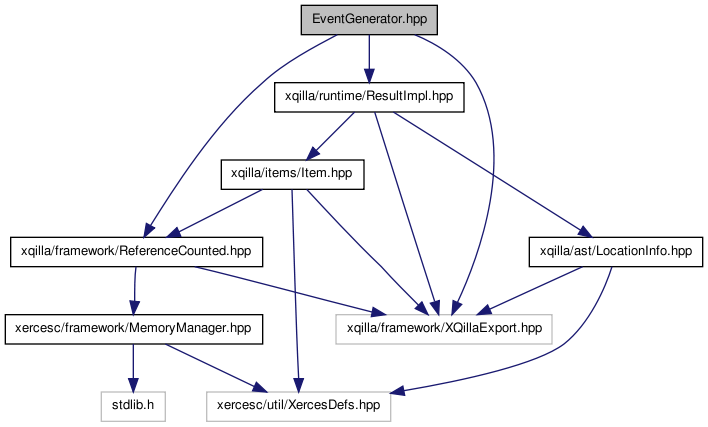 EventGenerator.hpp
xqilla/runtime/ResultImpl.hpp
xqilla/items/Item.hpp
xqilla/framework/ReferenceCounted.hpp
xqilla/ast/LocationInfo.hpp
xercesc/framework/MemoryManager.hpp
xqilla/framework/XQillaExport.hpp
stdlib.h
xercesc/util/XercesDefs.hpp